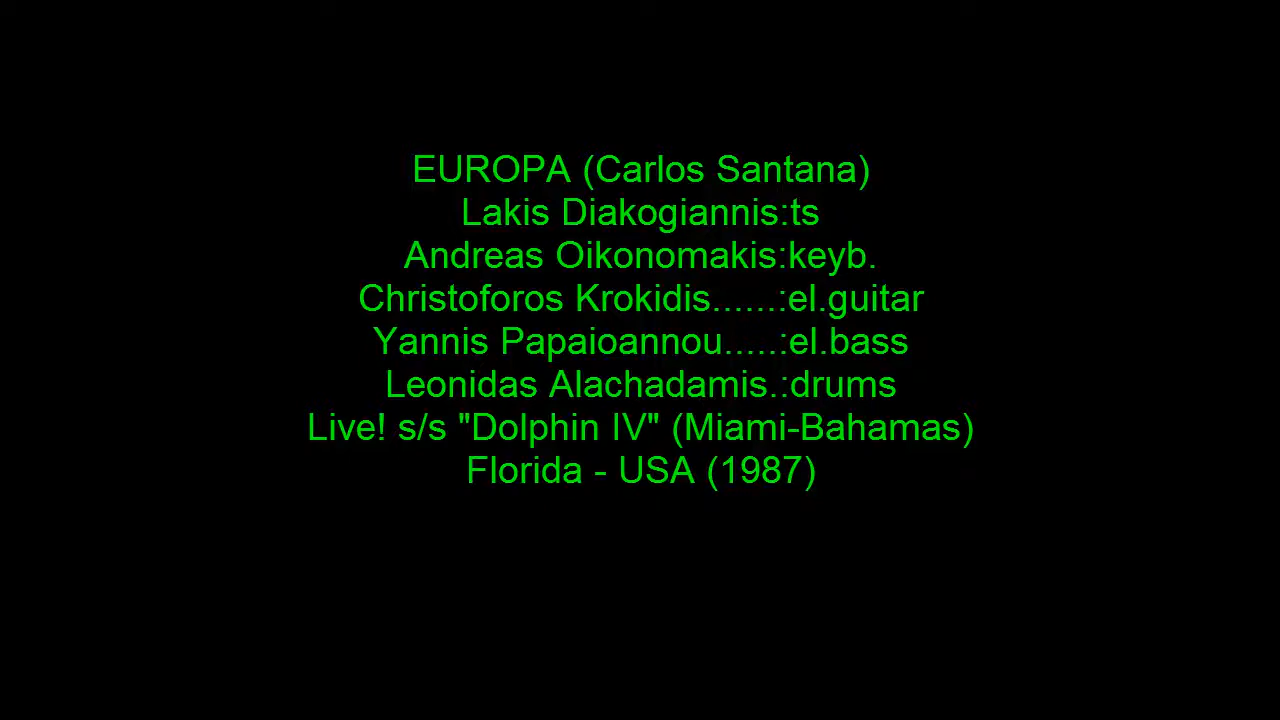 EUROPA (Carlos Santana)
Lakis Diakogiannis:ts
Andreas Oikonomakis:keyb.
Christoforos Krokidis......:el.guitar
Yannis Papaioannou.....:el.bass
Leonidas Alachadamis.:drums
Live! s/s "Dolphin IV" (Miami-Bahamas)
Florida - USA (1987)